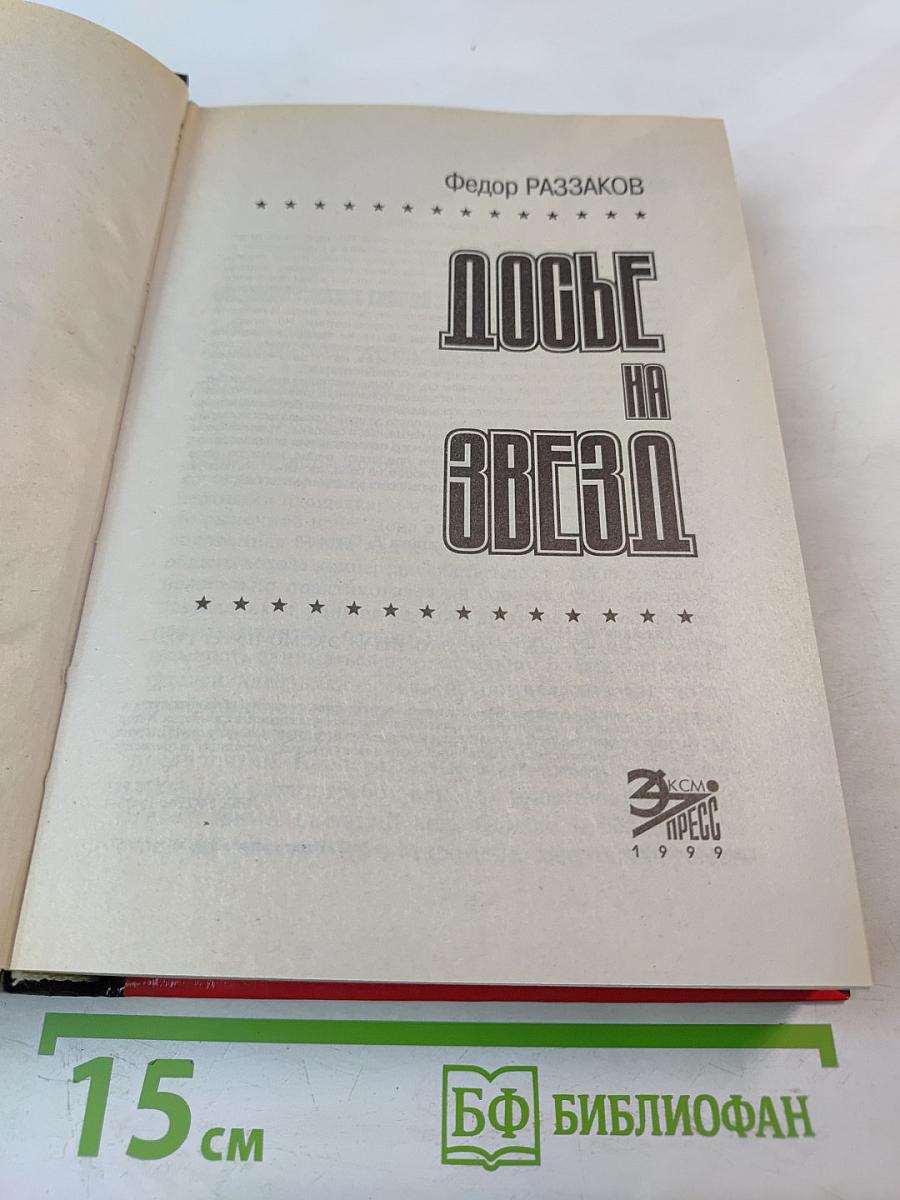 Федор РАЗЗАКОВ
ДОСЬЕ
НА
ЗВЕЗД
ЭКСМО
ПРЕСС
1999
15 см
БФ БИБЛИОФАН